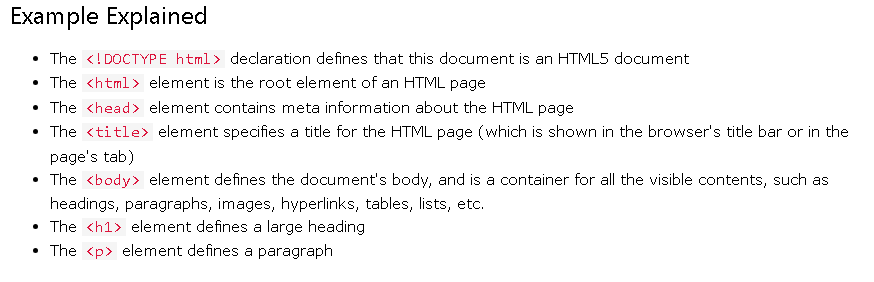 Example Explained
• The <!DOCTYPE html> declaration defines that this document is an HTML5 document
• The <html> element is the root element of an HTML page
• The <head> element contains meta information about the HTML page
• The <title> element specifies a title for the HTML page (which is shown in the browser's title bar or in the
page's tab)
• The <body> element defines the document's body, and is a container for all the visible contents, such as
headings, paragraphs, images, hyperlinks, tables, lists, etc.
• The <h1> element defines a large heading
• The <p> element defines a paragraph